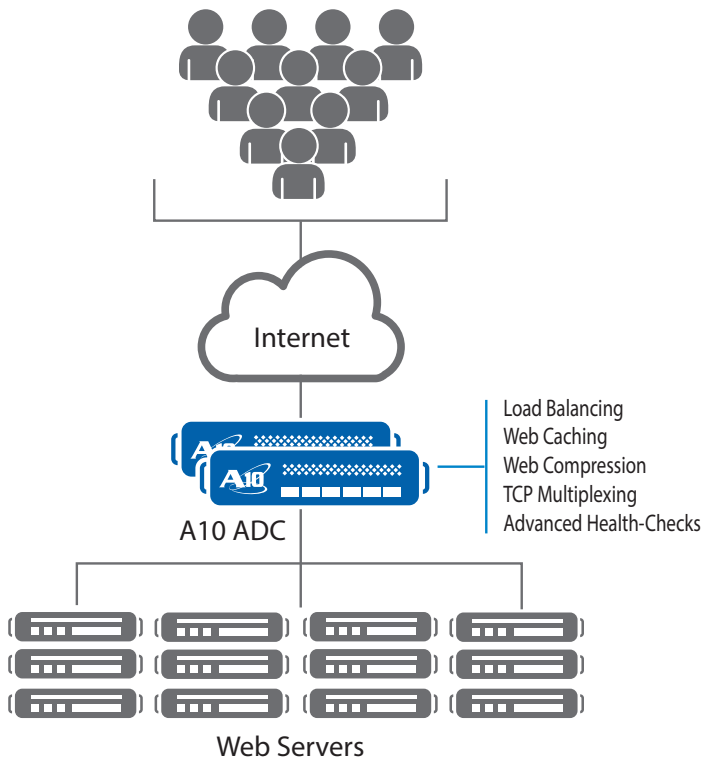 Internet
A10
A10
Load Balancing
Web Caching
Web Compression
TCP Multiplexing
Advanced Health-Checks
A10 ADC
Web Servers